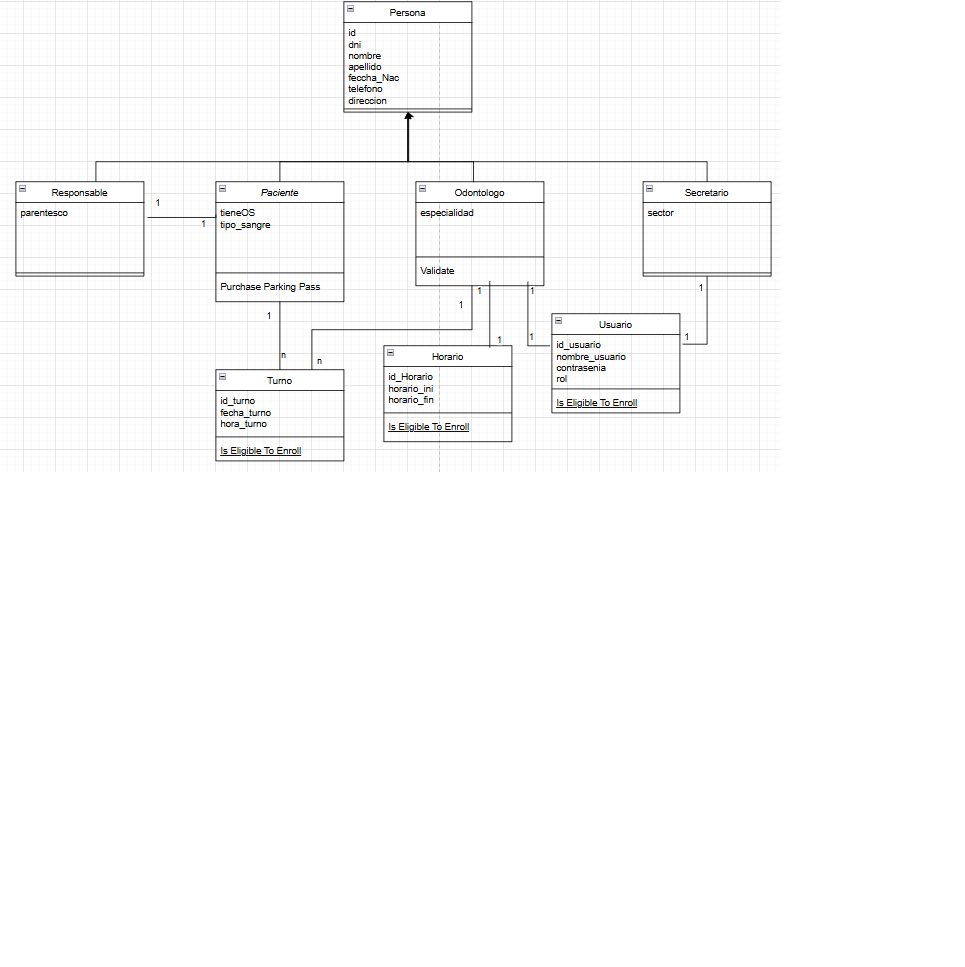 Persona
id
dni
nombre
apellido
feccha_Nac
telefono
direccion
Responsable
parentesco
1
1
Paciente
tieneOS
tipo_sangre
Purchase Parking Pass
Odontologo
especialidad
Validate
Secretario
sector
1
n
1
n
1
1
1
1
1
1
Turno
id_turno
fecha_turno
hora_turno
Is Eligible To Enroll
Horario
id_Horario
horario_ini
horario_fin
Is Eligible To Enroll
Usuario
id_usuario
nombre_usuario
contrasenia
rol
Is Eligible To Enroll